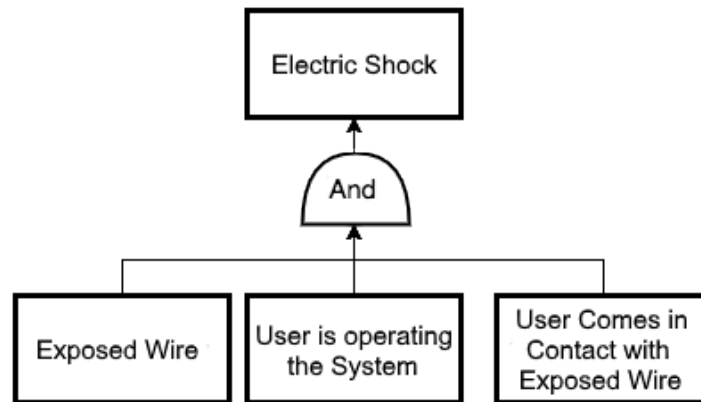 Electric Shock
And
Exposed Wire
User is operating
the System
User Comes in
Contact with
Exposed Wire